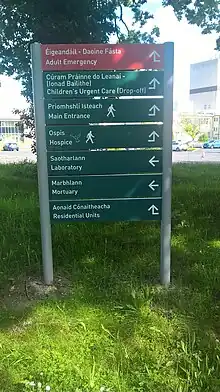 Éigeandáil - Daoine Fásta
Adult Emergency
Cúram Práinne do Leanaí -
[Ionad Bailithe]
Children's Urgent Care [Drop-off]
Príomhshlí Isteach
Main Entrance
Ospís
Hospice
Saotharlann
Laboratory
Marbhlann
Mortuary
Aonaid Cónaitheacha
Residential Units